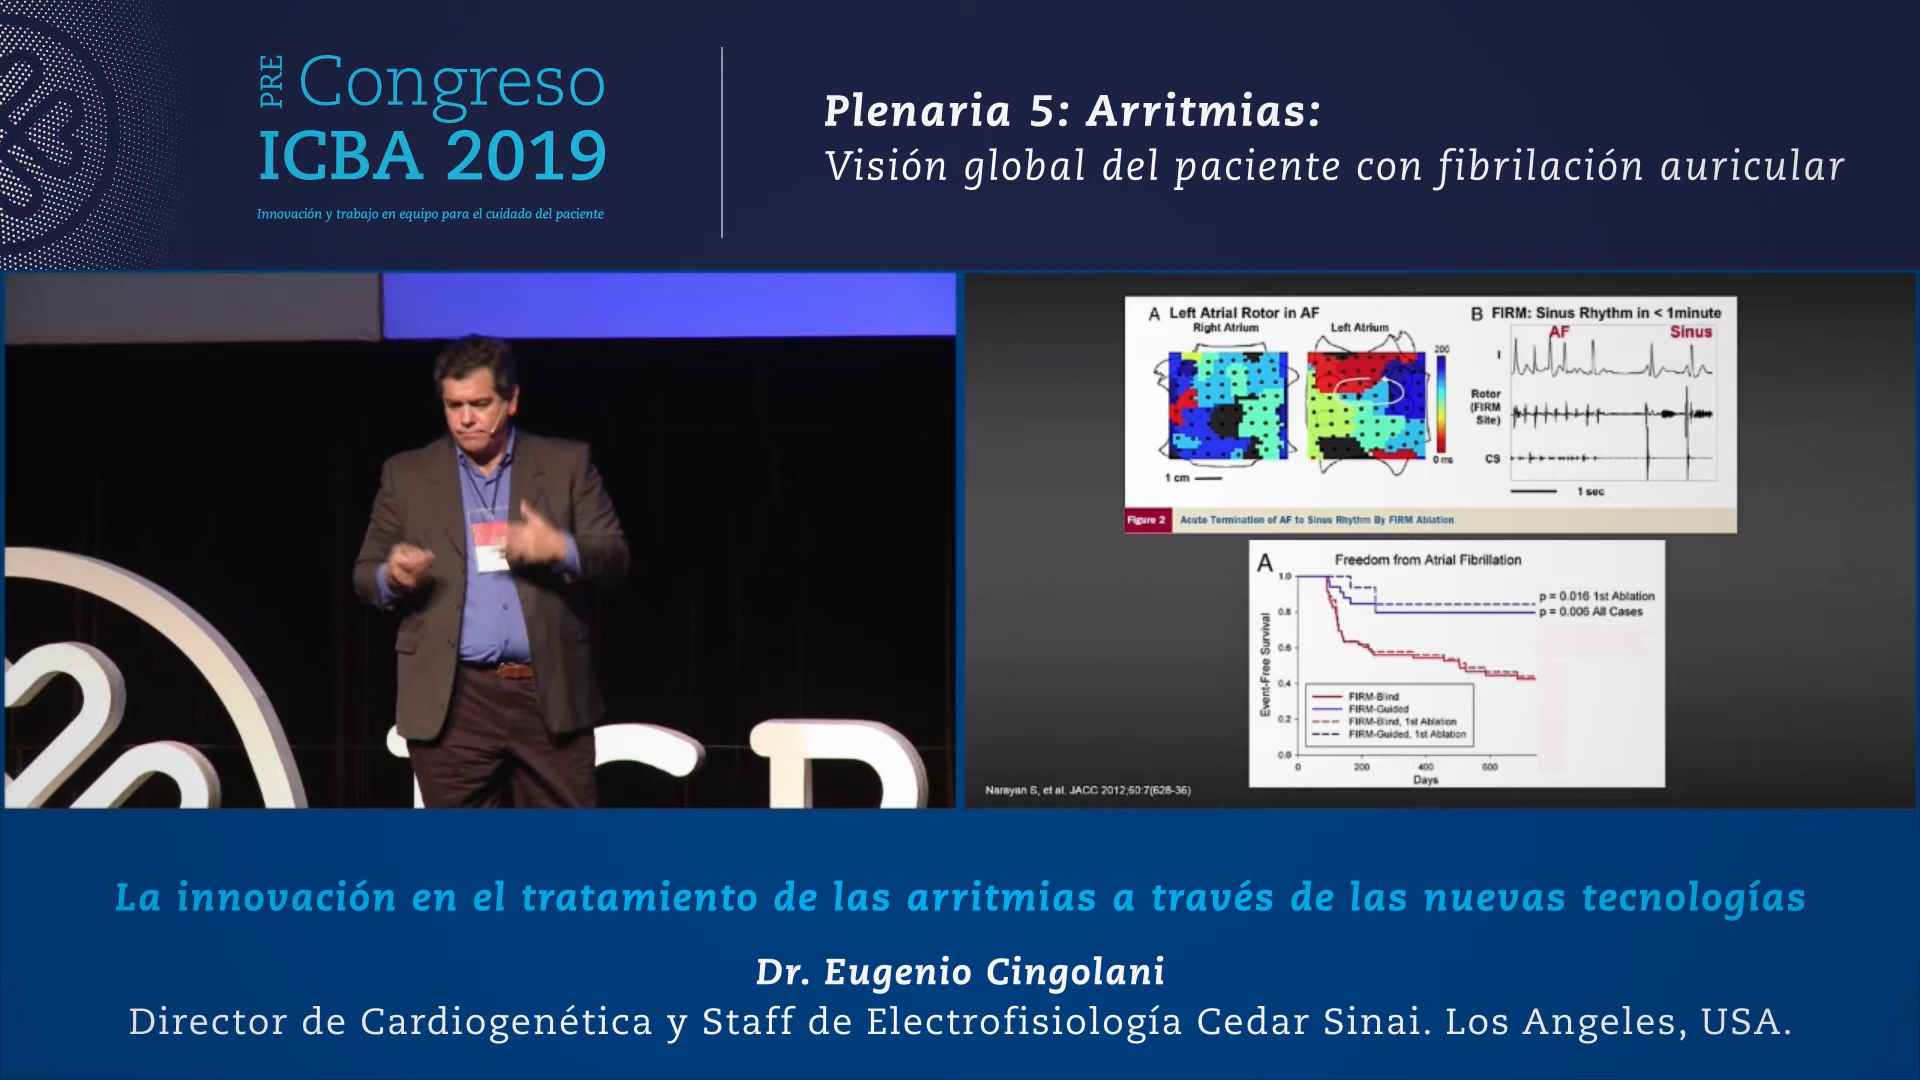 PRE
Congreso
ICBA 2019
Innovación y trabajo en equipo para el cuidado del paciente
Plenaria 5: Arritmias:
Visión global del paciente con fibrilación auricular
A Left Atrial Rotor in AF
Right Atrium
Left Atrium
200
0 ms
1 cm
B FIRM: Sinus Rhythm in < 1minute
AF
Sinus
I
Rotor
(FIRM
Site)
CS
1 sec
Figure 2
Acute Termination of AF to Sinus Rhythm By FIRM Ablation
A
Freedom from Atrial Fibrillation
1.0
0.8
0.6
0.4
0.2
0.0
Event-Free Survival
p = 0.016 1st Ablation
p = 0.006 All Cases
FIRM-Blind
FIRM-Guided
FIRM-Blind, 1st Ablation
FIRM-Guided, 1st Ablation
0
200
400
600
Days
Narayan S, et al. JACC 2012;60:7(628-36)
La innovación en el tratamiento de las arritmias a través de las nuevas tecnologías
Dr. Eugenio Cingolani
Director de Cardiogenética y Staff de Electrofisiología Cedar Sinai. Los Angeles, USA.